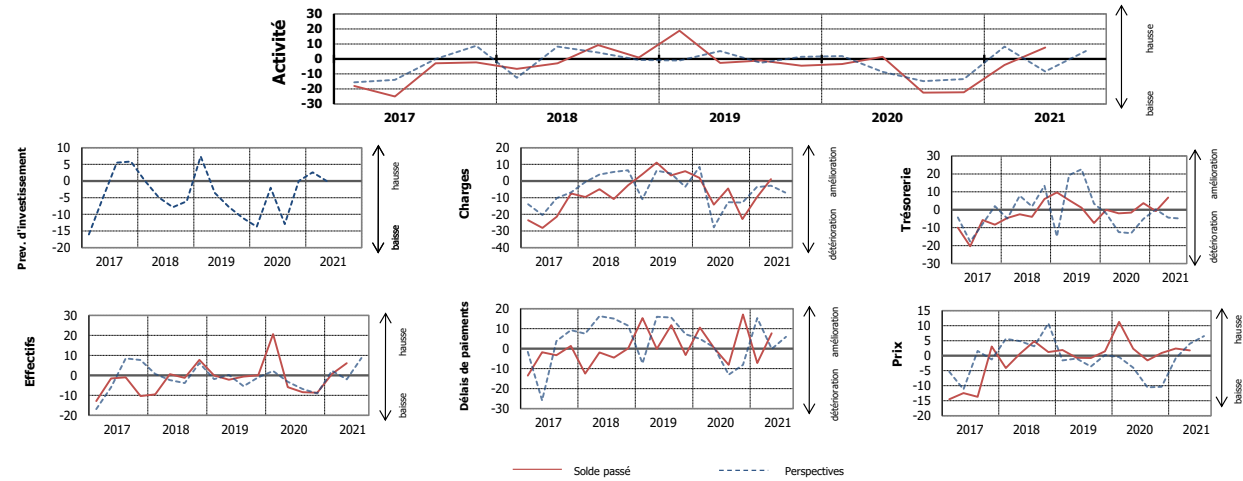 Activité
30
20
10
0
-10
-20
-30
2017 2018 2019 2020 2021
hausse
baisse
Prev. d'investissement
10
5
0
-5
-10
-15
-20
2017 2018 2019 2020 2021
hausse
baisse
Charges
20
10
0
-10
-20
-30
-40
2017 2018 2019 2020 2021
amélioration
détérioration
Trésorerie
30
20
10
0
-10
-20
-30
2017 2018 2019 2020 2021
amélioration
détérioration
Effectifs
30
20
10
0
-10
-20
2017 2018 2019 2020 2021
hausse
baisse
Délais de paiements
20
10
0
-10
-20
-30
2017 2018 2019 2020 2021
amélioration
détérioration
Prix
15
10
5
0
-5
-10
-15
-20
2017 2018 2019 2020 2021
hausse
baisse
Solde passé Perspectives